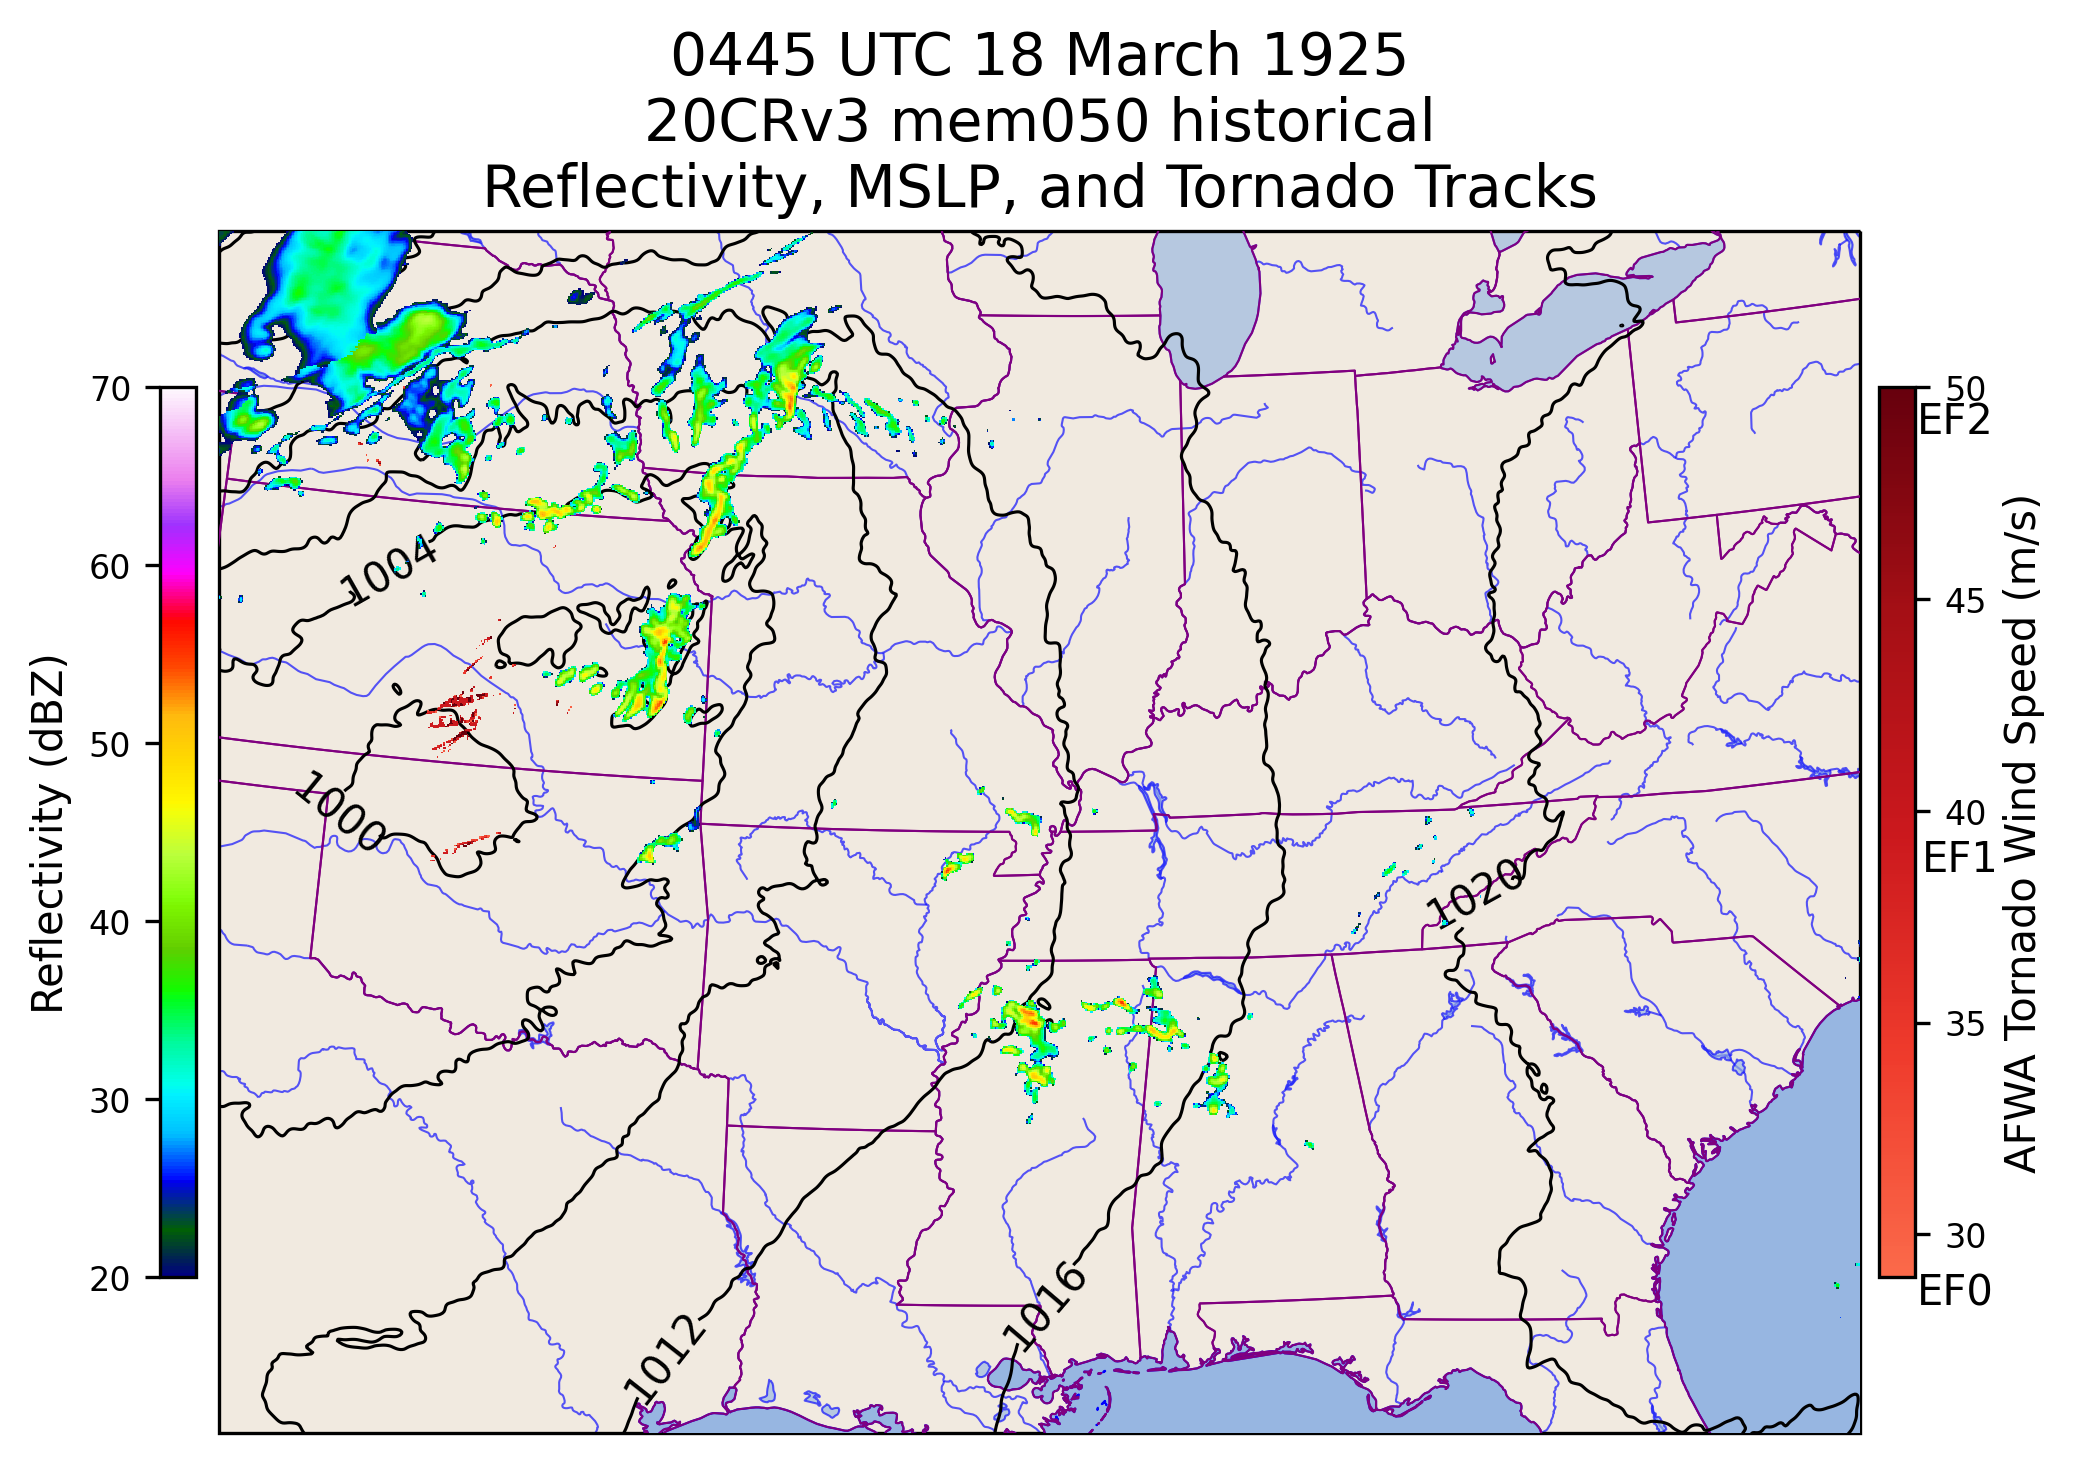 0445 UTC 18 March 1925
20CRv3 mem050 historical
Reflectivity, MSLP, and Tornado Tracks
Reflectivity (dBZ)
70
60
50
40
30
20
1004
1000
1020
1016
1012
50
EF2
45
40
EF1
35
30
EF0
AFWA Tornado Wind Speed (m/s)